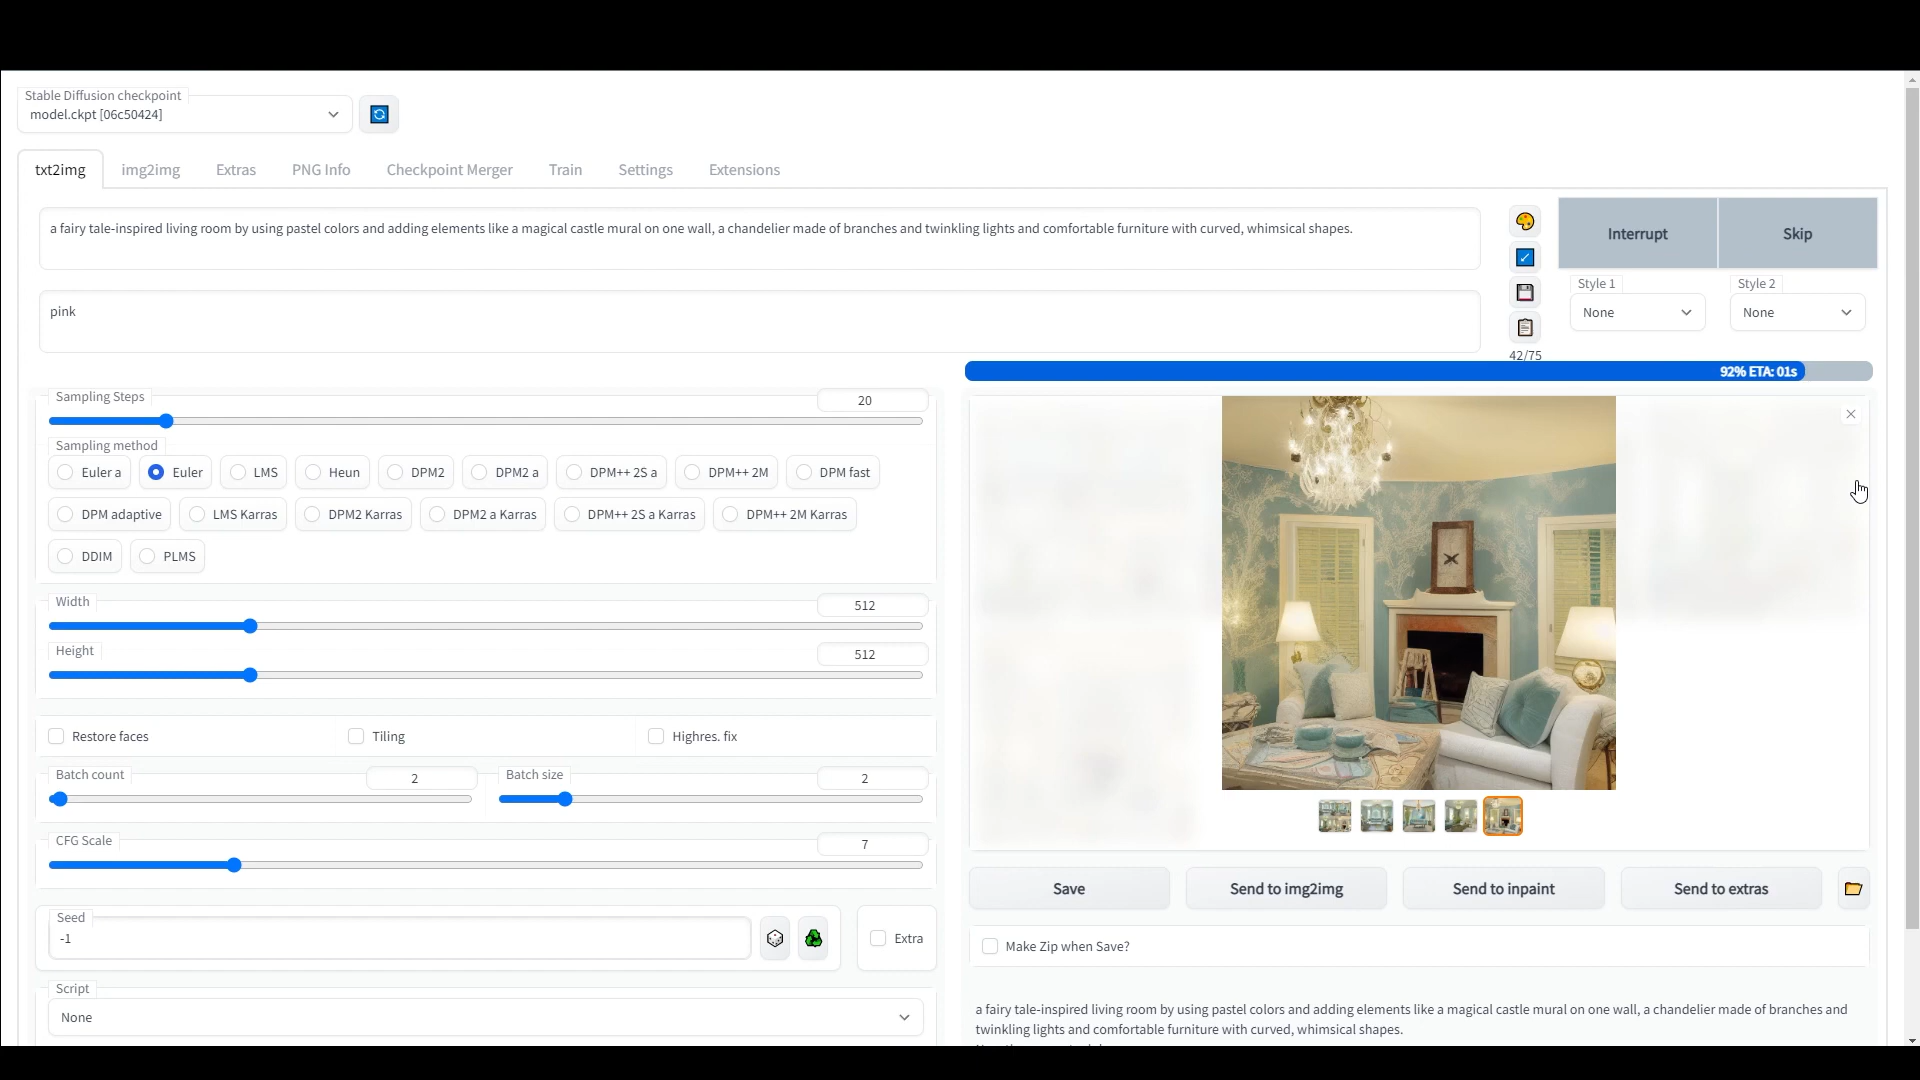 Stable Diffusion checkpoint
model.ckpt [06c50424]
txt2img
img2img
Extras
PNG Info
Checkpoint Merger
Train
Settings
Extensions
a fairy tale-inspired living room by using pastel colors and adding elements like a magical castle mural on one wall, a chandelier made of branches and twinkling lights and comfortable furniture with curved, whimsical shapes.
pink
42/75
Interrupt
Skip
Style 1
None
Style 2
None
92% ETA: 01s
Sampling Steps
20
Sampling method
Euler a
Euler
LMS
Heun
DPM2
DPM2 a
DPM++ 2S a
DPM++ 2M
DPM fast
DPM adaptive
LMS Karras
DPM2 Karras
DPM2 a Karras
DPM++ 2S a Karras
DPM++ 2M Karras
DDIM
PLMS
Width
512
Height
512
Restore faces
Tiling
Highres. fix
Batch count
2
Batch size
2
CFG Scale
7
Seed
-1
Extra
Script
None
Save
Send to img2img
Send to inpaint
Send to extras
Make Zip when Save?
a fairy tale-inspired living room by using pastel colors and adding elements like a magical castle mural on one wall, a chandelier made of branches and
twinkling lights and comfortable furniture with curved, whimsical shapes.